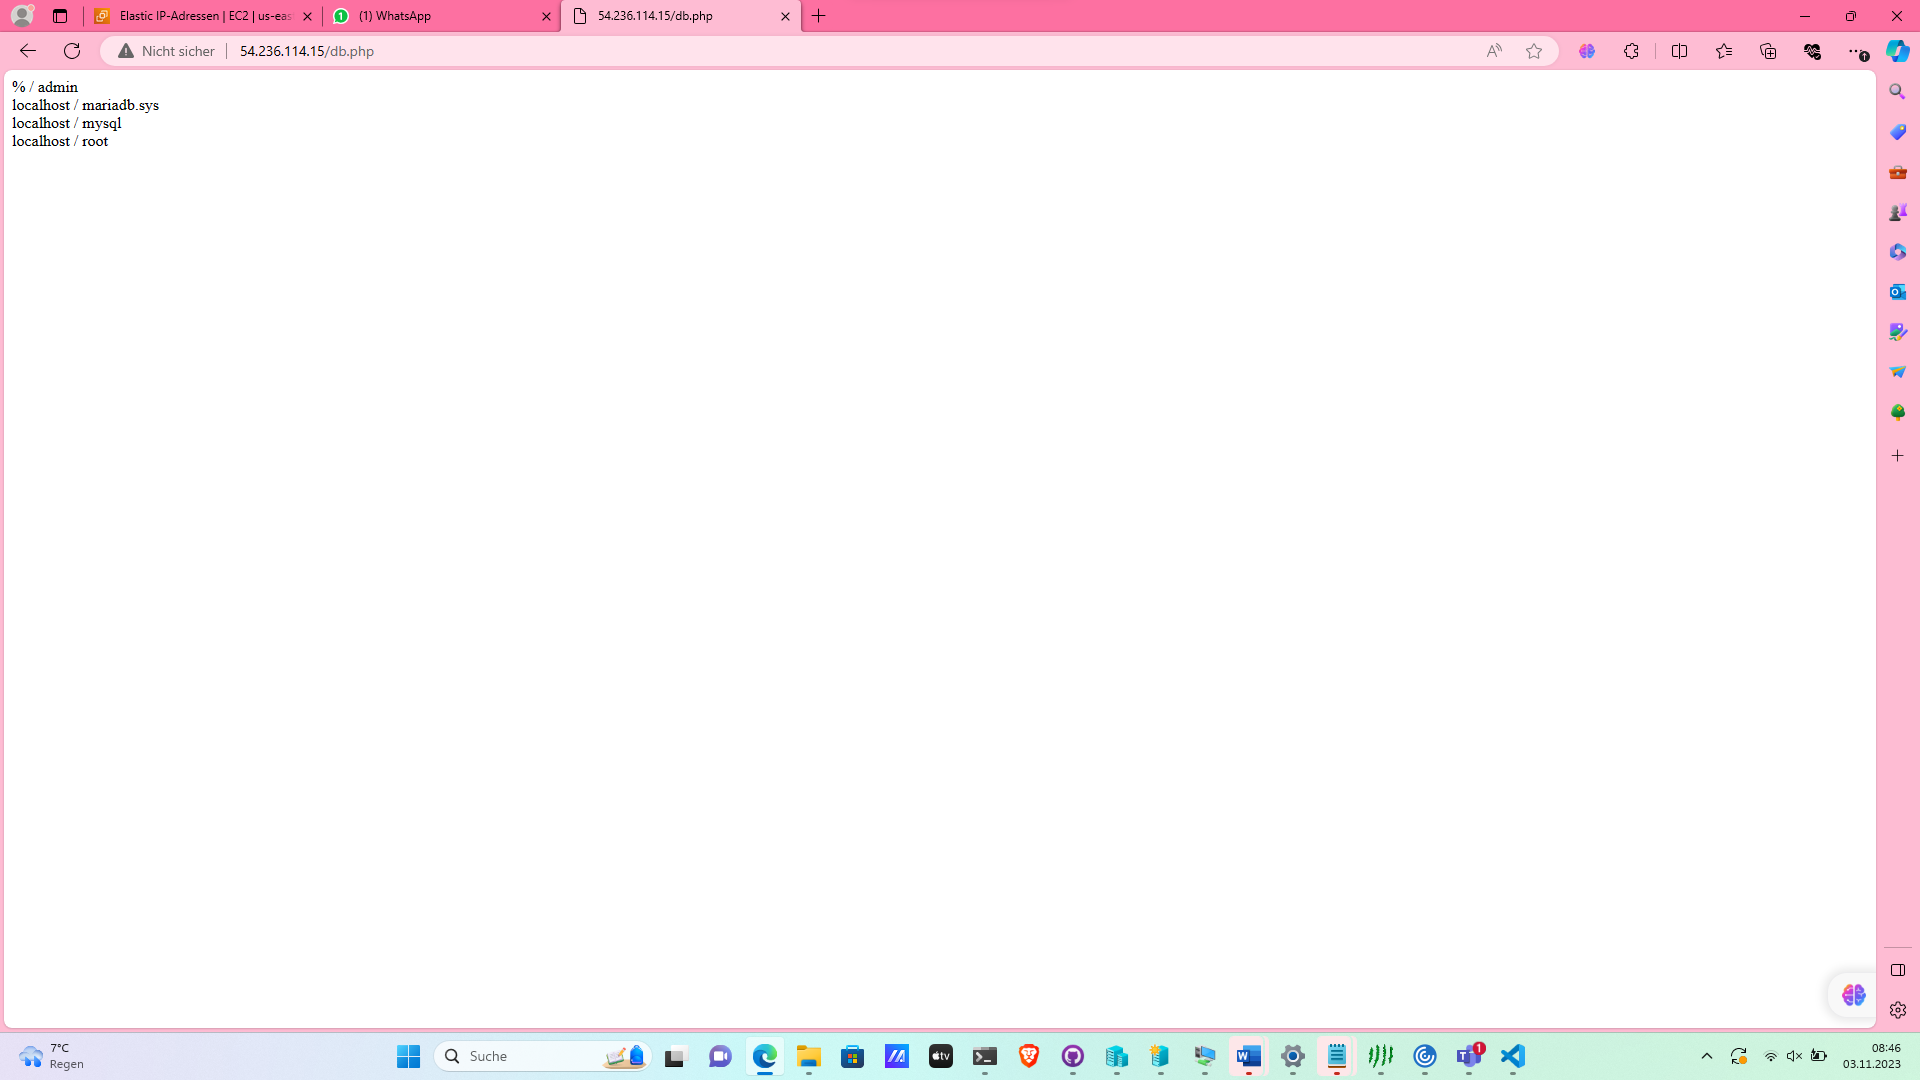 Elastic IP-Adressen | EC2 | us-eas
(1) WhatsApp
54.236.114.15/db.php
Nicht sicher
54.236.114.15/db.php
% / admin
localhost / mariadb.sys
localhost / mysql
localhost / root
7°C
Regen
Suche
08:46
03.11.2023